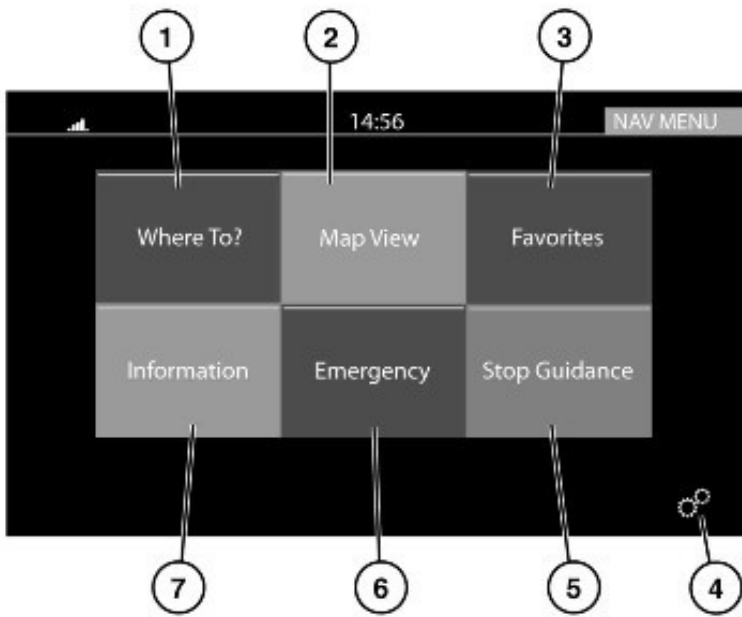 1 2 3
14:56 NAV MENU
Where To? Map View Favorites
Information Emergency Stop Guidance
7 6 5 4